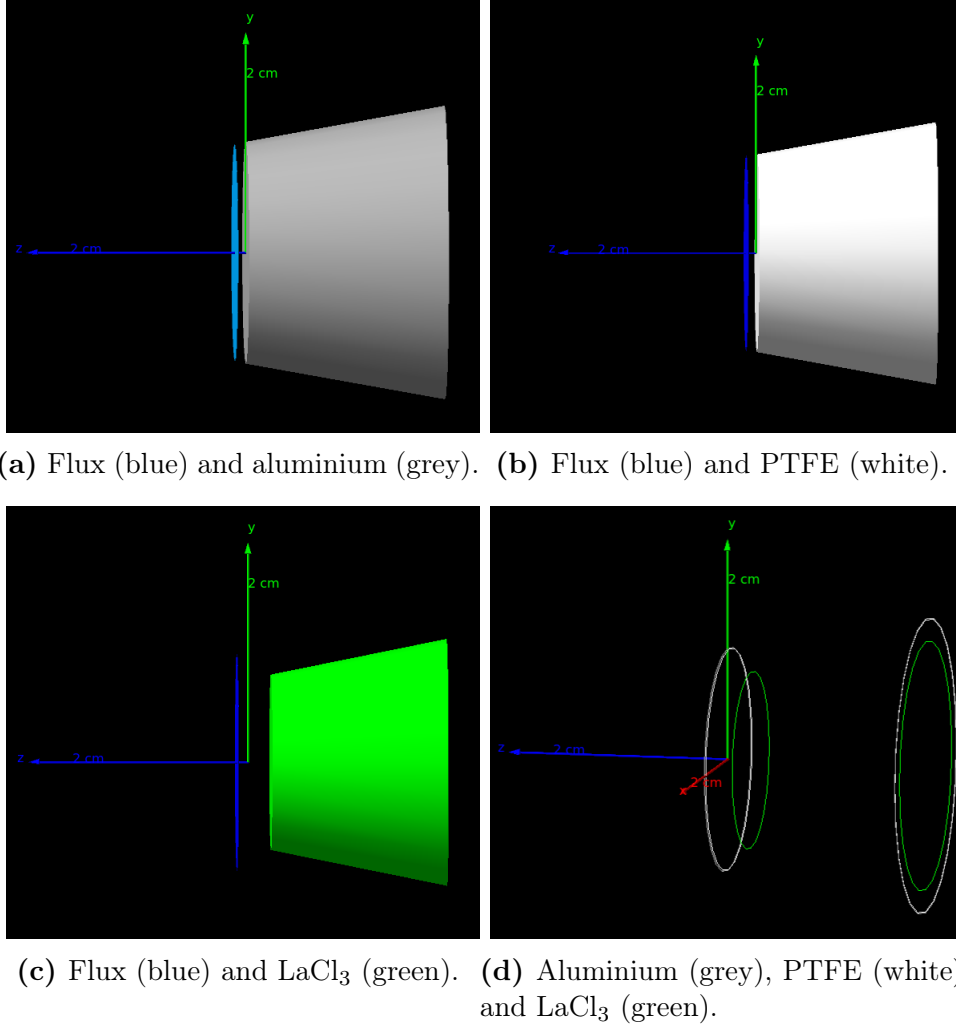 y
2 cm
z 2 cm
y
2 cm
z 2 cm
(a) Flux (blue) and aluminium (grey). (b) Flux (blue) and PTFE (white).
y
2 cm
z 2 cm
y
2 cm
z 2 cm
x 2 cm
(c) Flux (blue) and LaCl₃ (green). (d) Aluminium (grey), PTFE (white)
and LaCl₃ (green).